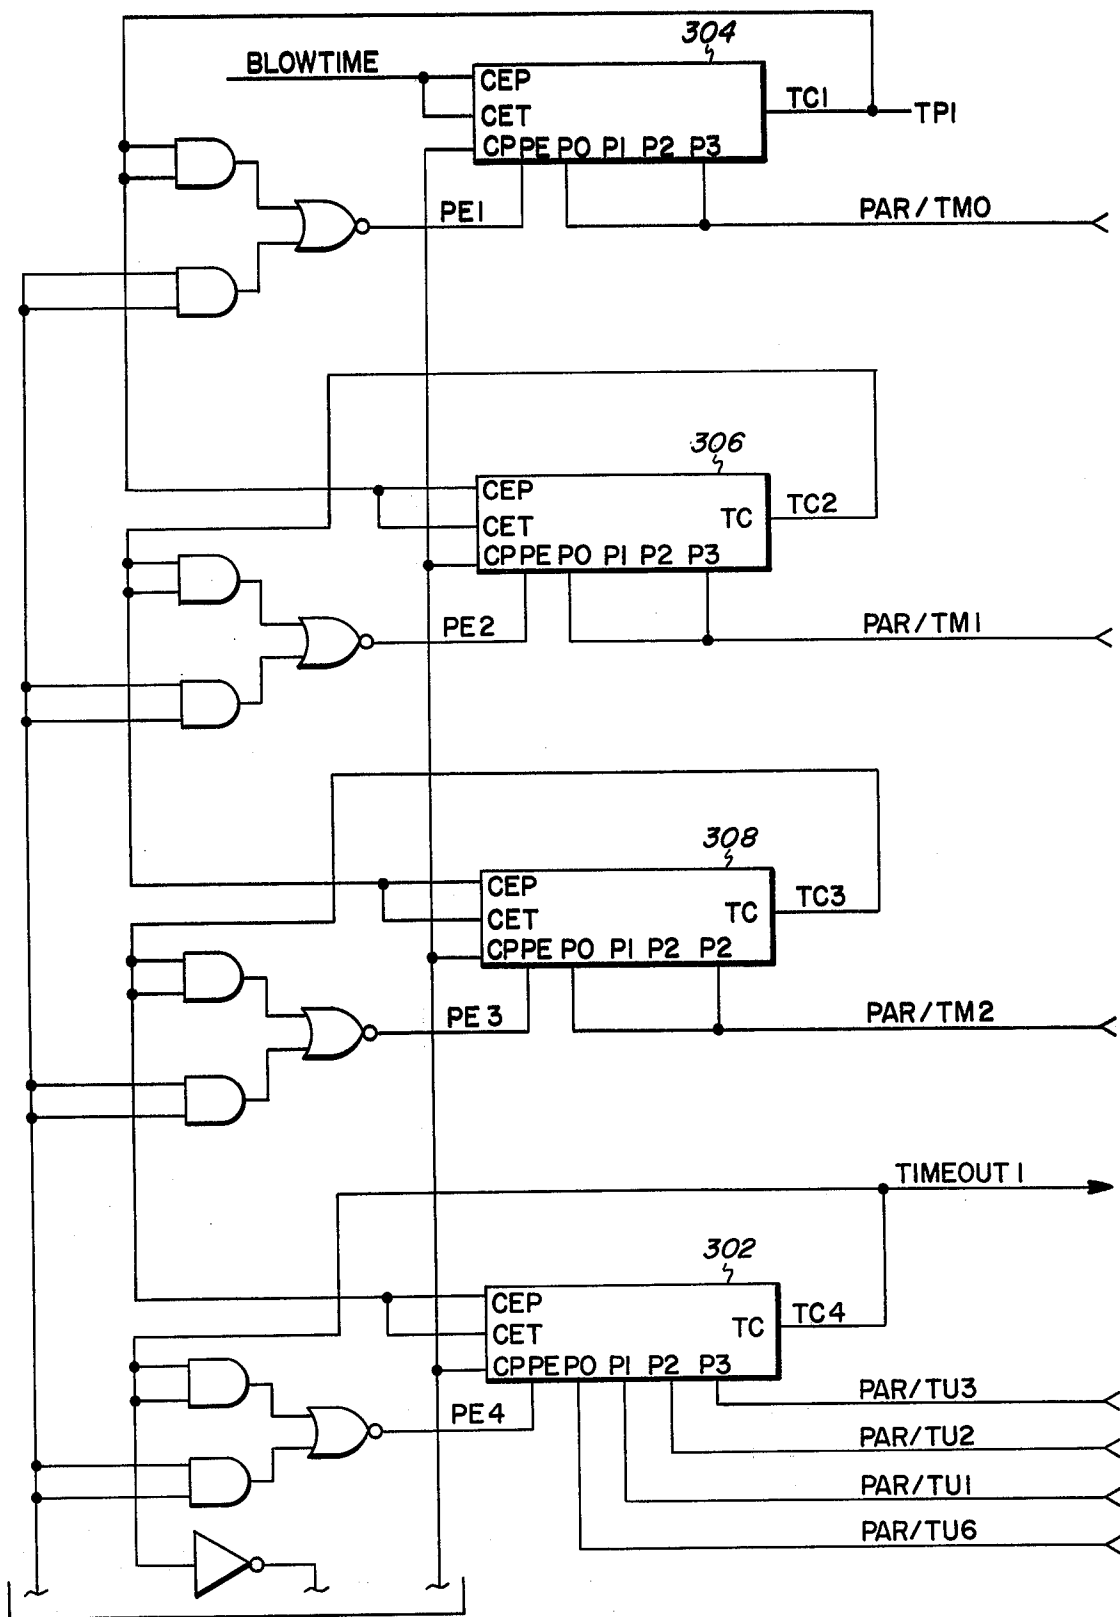 304
BLOWTIME
CEP
TC1
CET
TP1
CP PE P0 P1 P2 P3
PE1
PAR/TM0
306
CEP
TC TC2
CET
CP PE P0 P1 P2 P3
PE2
PAR/TM1
308
CEP
TC TC3
CET
CP PE P0 P1 P2 P2
PE3
PAR/TM2
TIMEOUT 1
302
CEP
TC TC4
CET
CP PE P0 P1 P2 P3
PAR/TU3
PE4
PAR/TU2
PAR/TU1
PAR/TU6